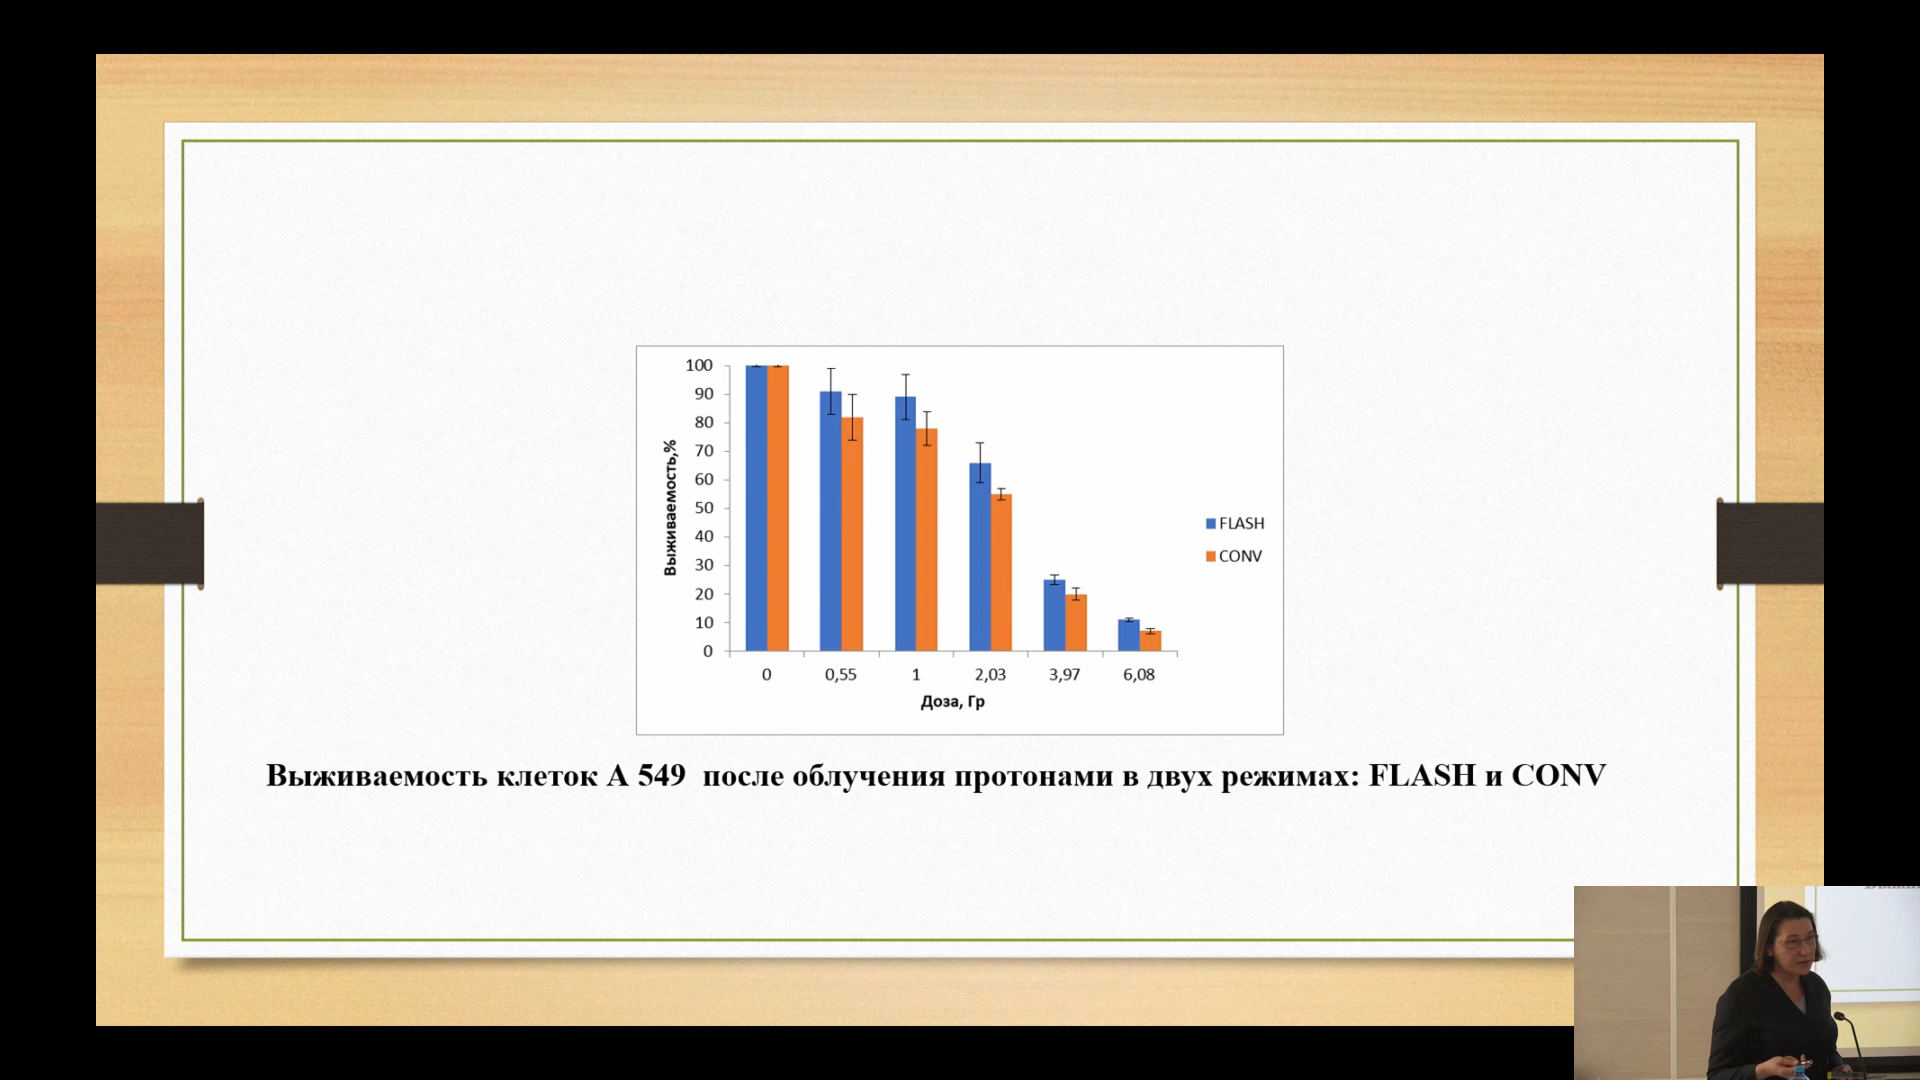 100
90
80
70
60
50
40
30
20
10
0
Выживаемость,%
0 0,55 1 2,03 3,97 6,08
Доза, Гр
FLASH
CONV
Выживаемость клеток А 549 после облучения протонами в двух режимах: FLASH и CONV